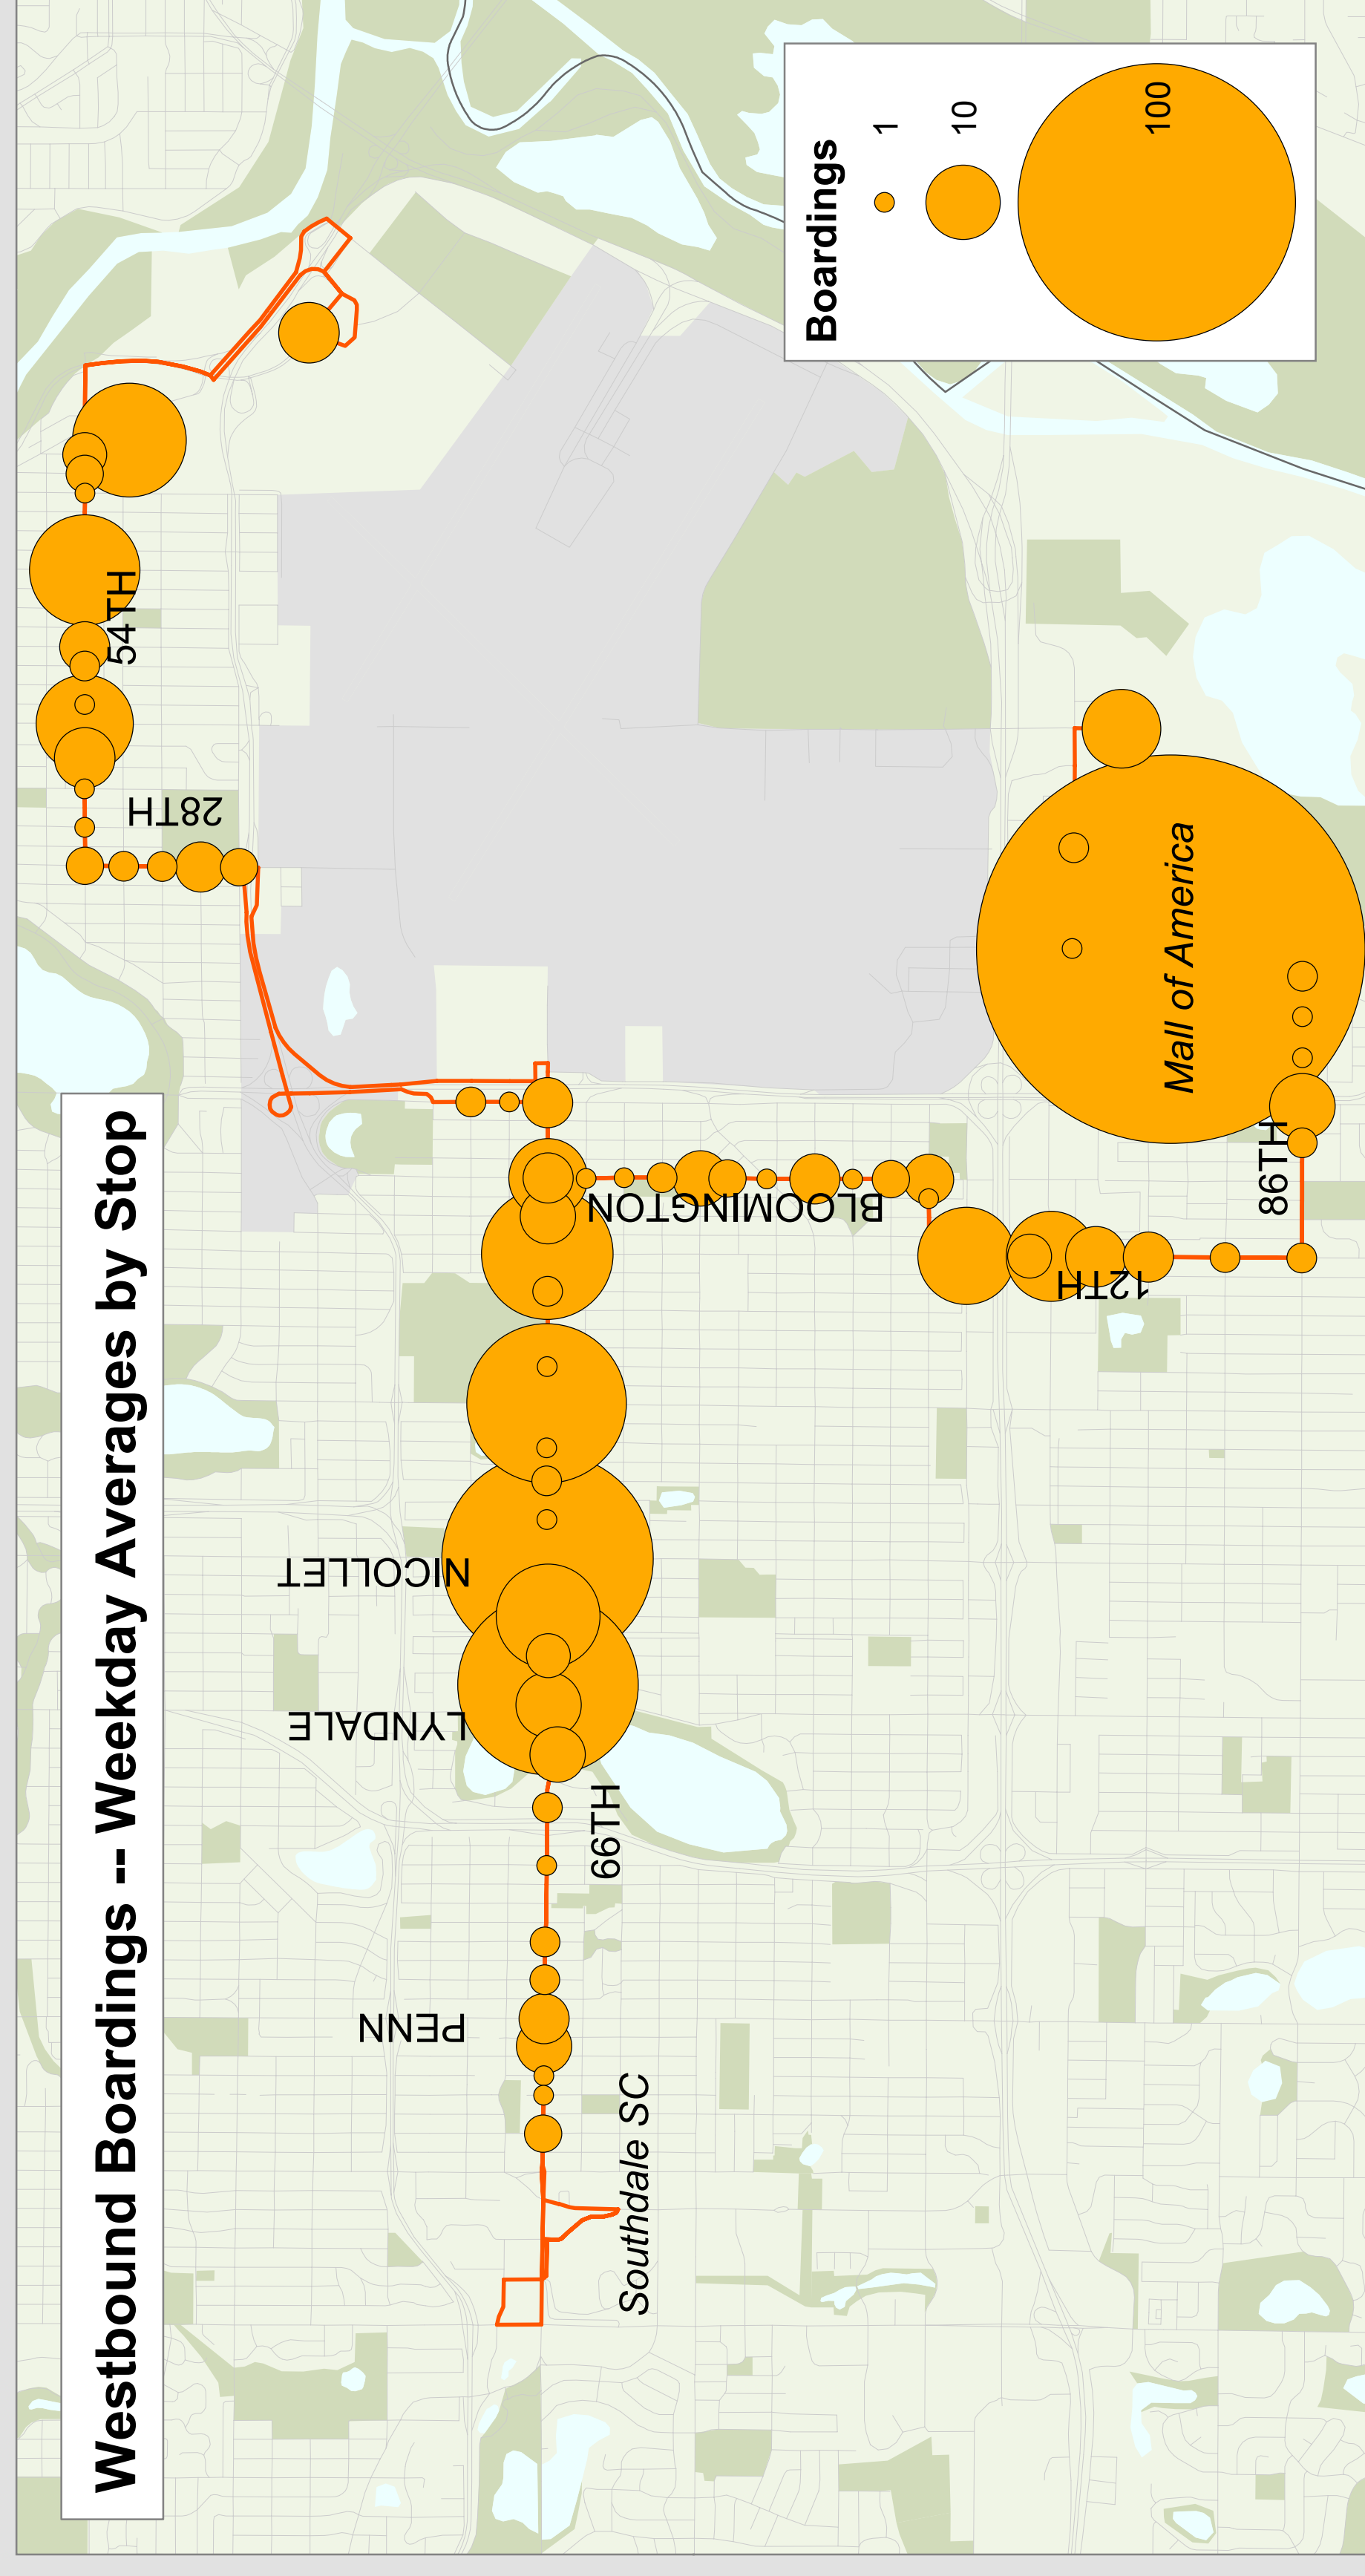 Westbound Boardings -- Weekday Averages by Stop
Boardings
1
10
100
54TH
28TH
NICOLLET
LYNDALE
66TH
PENN
Southdale SC
BLOOMINGTON
12TH
86TH
Mall of America